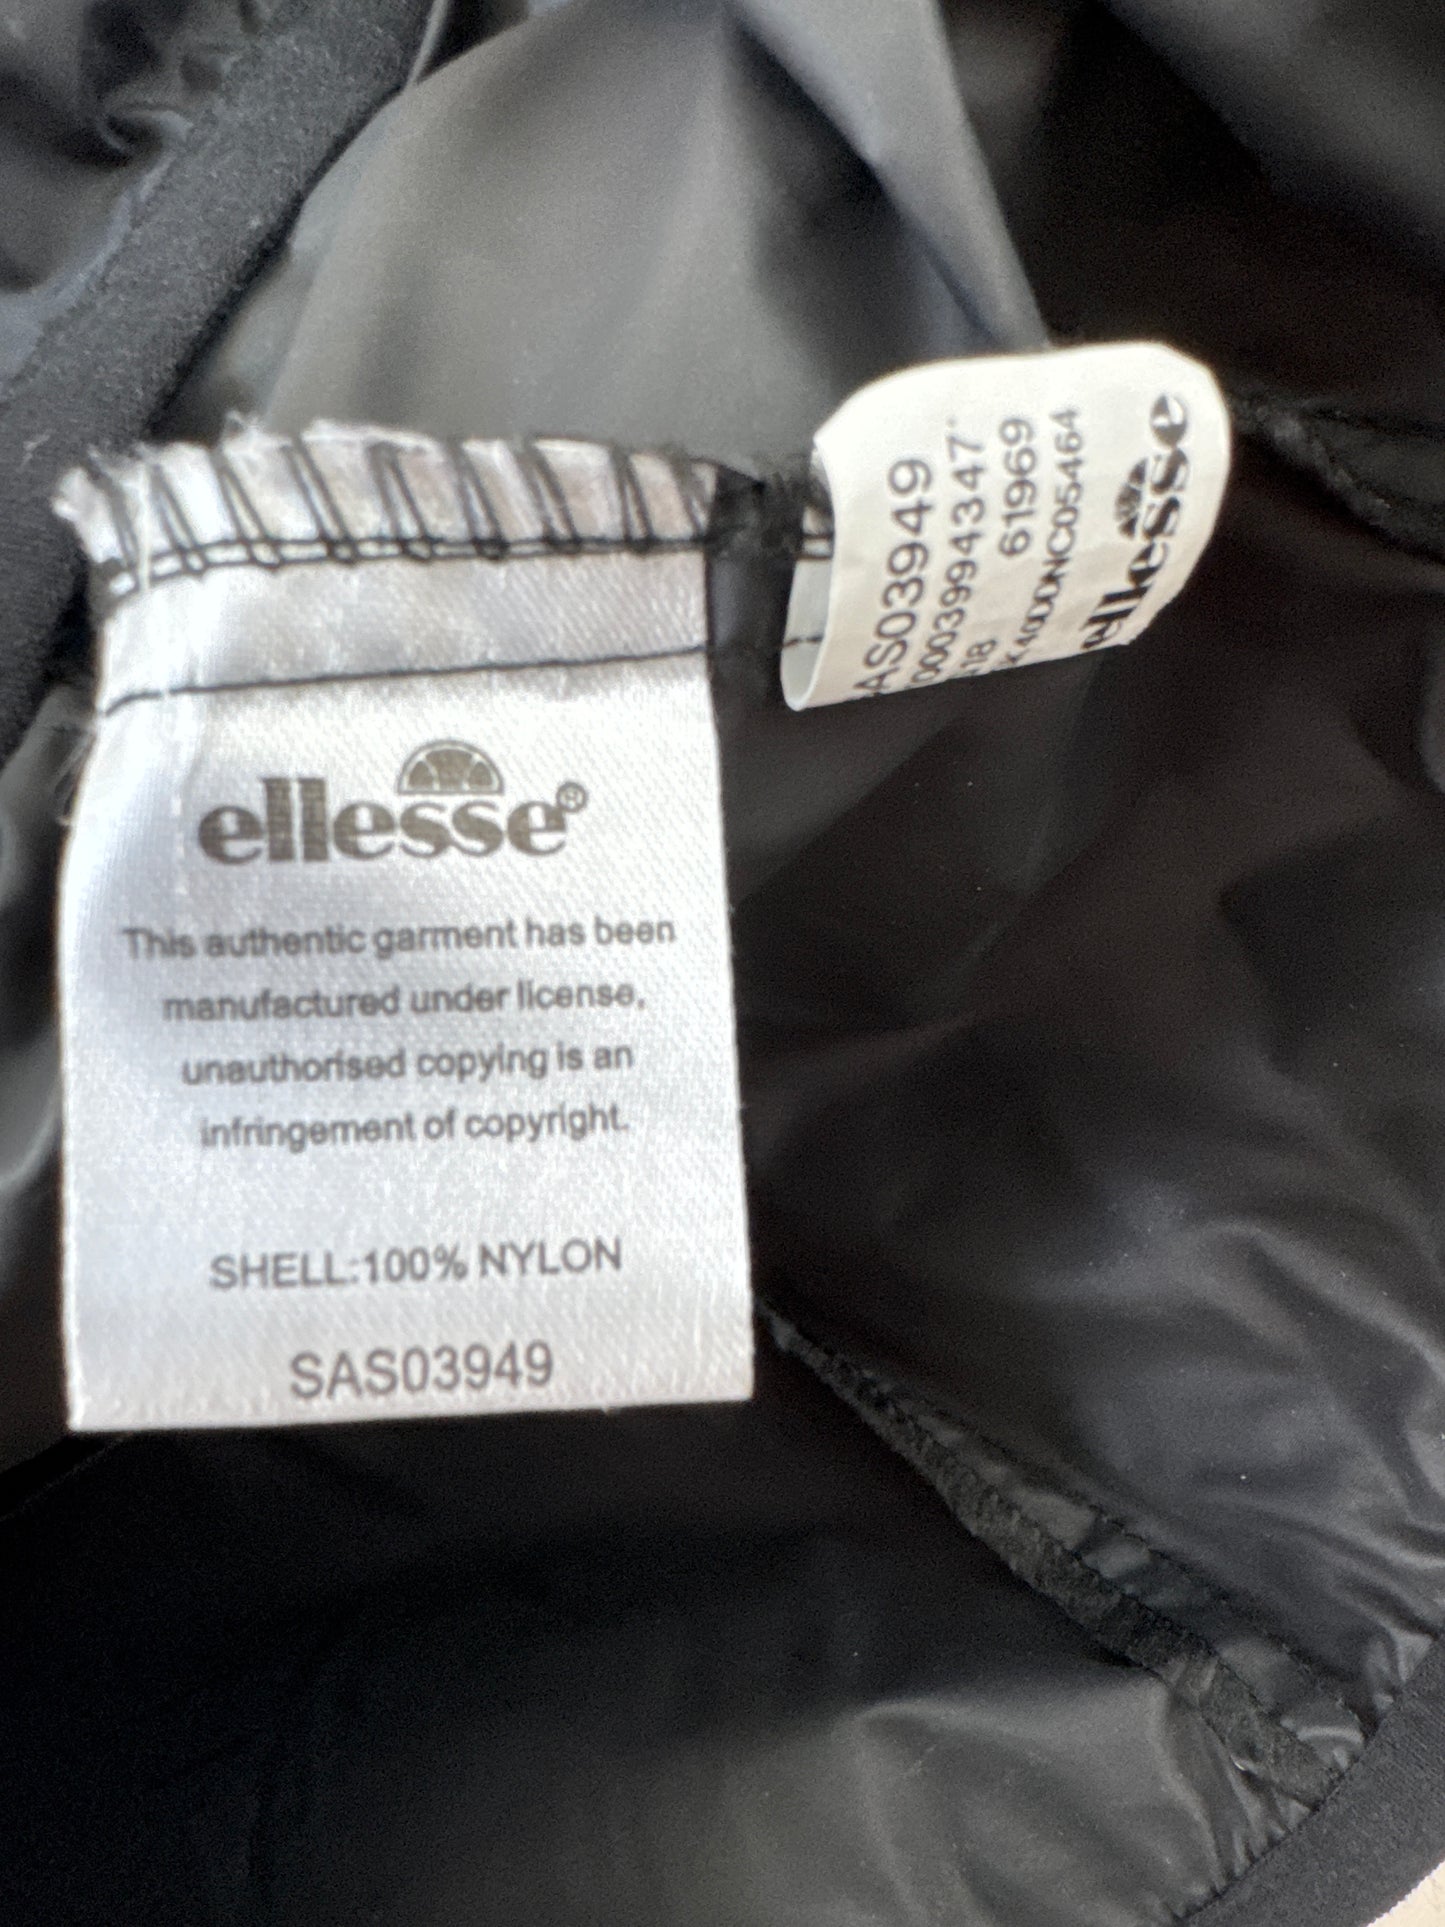 ellesse®
This authentic garment has been
manufactured under license,
unauthorised copying is an
infringement of copyright.
SHELL:100% NYLON
SAS03949
SAS03949
61969
ellesse